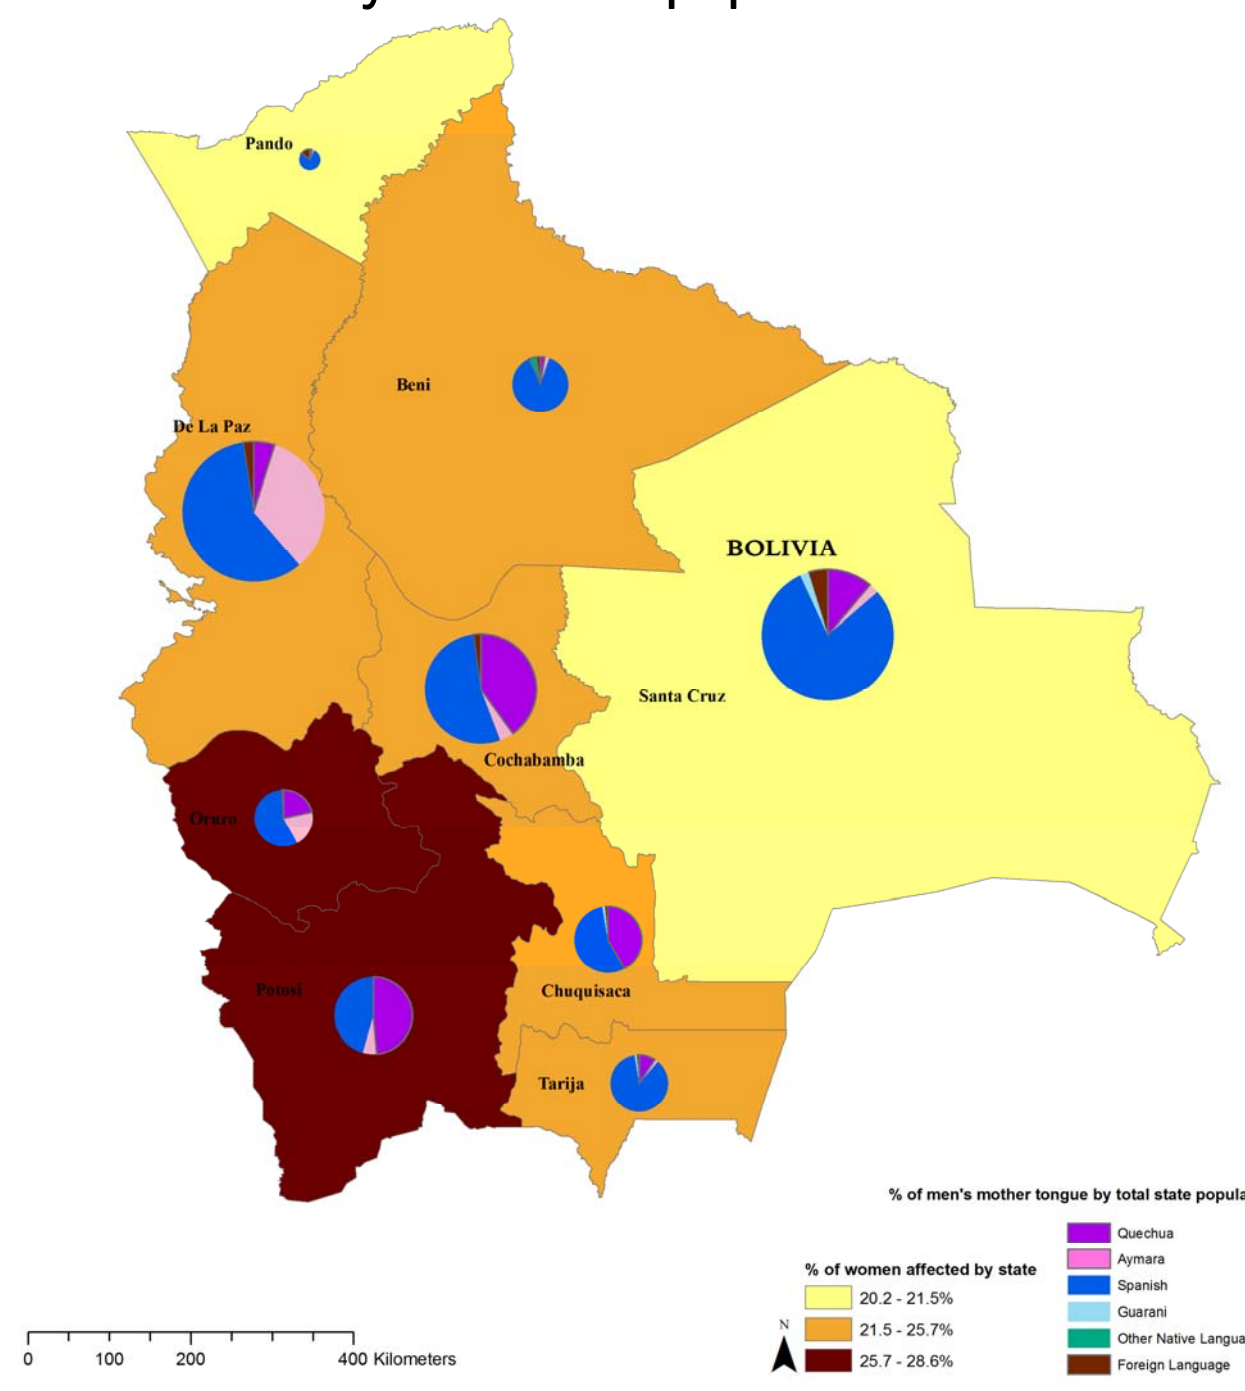 Pando
Beni
De La Paz
BOLIVIA
Santa Cruz
Cochabamba
Oruro
Potosi
Chuquisaca
Tarija
% of men's mother tongue by total state popula
Quechua
Aymara
Spanish
Guarani
Other Native Langua
Foreign Language
% of women affected by state
20.2 - 21.5%
21.5 - 25.7%
25.7 - 28.6%
N
0 100 200 400 Kilometers